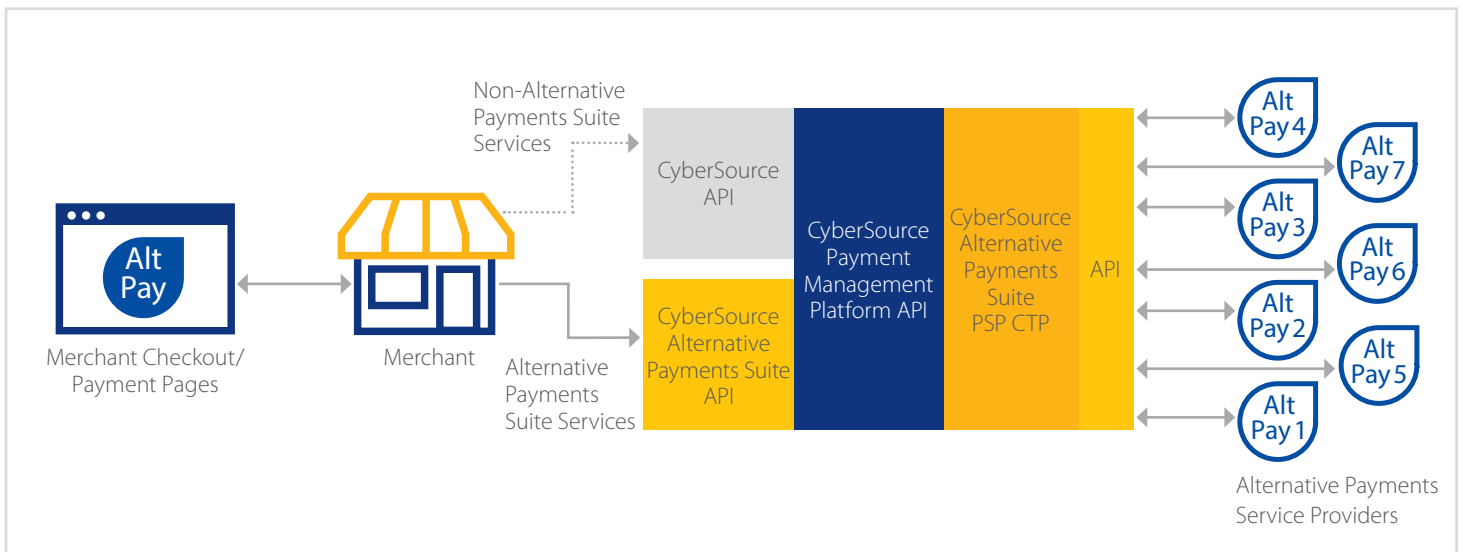 Alt
Pay
Merchant Checkout/
Payment Pages
Merchant
Non-Alternative
Payments Suite
Services
Alternative
Payments
Suite Services
CyberSource
API
CyberSource
Alternative
Payments Suite
API
CyberSource
Payment
Management
Platform API
CyberSource
Alternative
Payments
Suite
PSP CTP
API
Alt
Pay 4
Alt
Pay 7
Alt
Pay 3
Alt
Pay 6
Alt
Pay 2
Alt
Pay 5
Alt
Pay 1
Alternative Payments
Service Providers